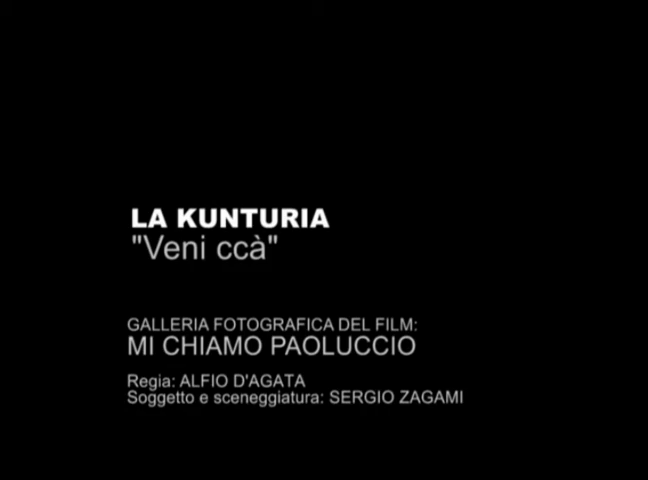 LA KUNTURIA
"Veni ccà"
GALLERIA FOTOGRAFICA DEL FILM:
MI CHIAMO PAOLUCCIO
Regia: ALFIO D'AGATA
Soggetto e sceneggiatura: SERGIO ZAGAMI